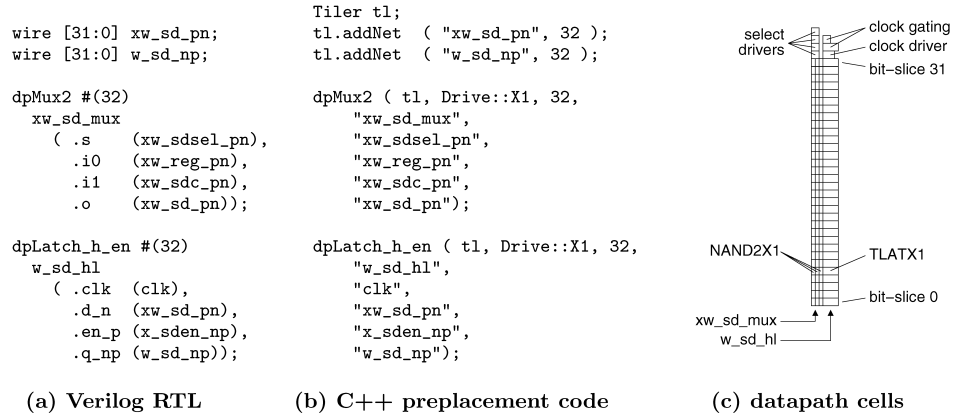 wire [31:0] xw_sd_pn;
wire [31:0] w_sd_np;
dpMux2 #(32)
xw_sd_mux
( .s (xw_sdsel_pn),
.i0 (xw_reg_pn),
.i1 (xw_sdc_pn),
.o (xw_sd_pn));
dpLatch_h_en #(32)
w_sd_hl
( .clk (clk),
.d_n (xw_sd_pn),
.en_p (x_sden_np),
.q_np (w_sd_np));
(a) Verilog RTL
Tiler tl;
tl.addNet ( "xw_sd_pn", 32 );
tl.addNet ( "w_sd_np", 32 );
dpMux2 ( tl, Drive::X1, 32,
"xw_sd_mux",
"xw_sdsel_pn",
"xw_reg_pn",
"xw_sdc_pn",
"xw_sd_pn");
dpLatch_h_en ( tl, Drive::X1, 32,
"w_sd_hl",
"clk",
"xw_sd_pn",
"x_sden_np",
"w_sd_np");
(b) C++ preplacement code
select
drivers
clock gating
clock driver
bit-slice 31
NAND2X1
TLATX1
bit-slice 0
xw_sd_mux
w_sd_hl
(c) datapath cells